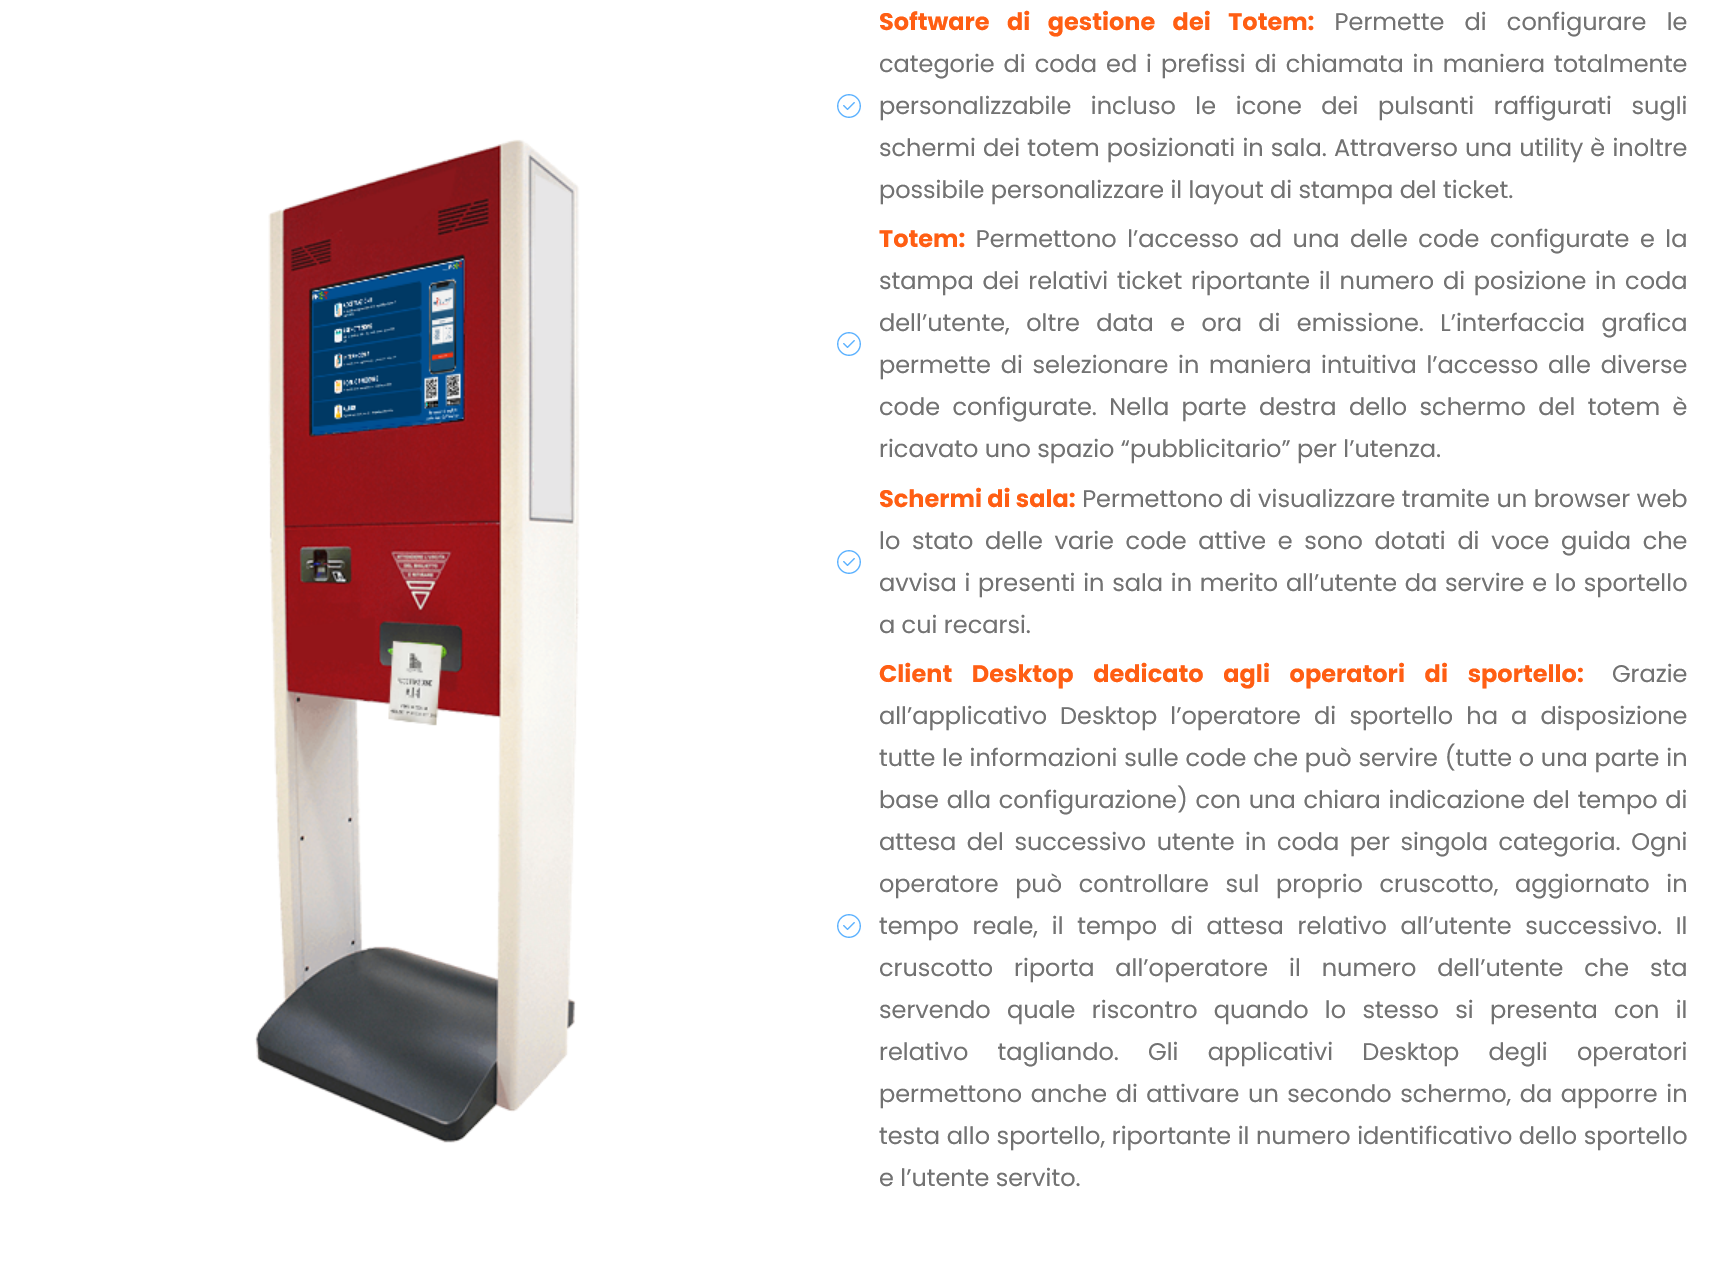 Software di gestione dei Totem: Permette di configurare le
categorie di coda ed i prefissi di chiamata in maniera totalmente
personalizzabile incluso le icone dei pulsanti raffigurati sugli
schermi dei totem posizionati in sala. Attraverso una utility è inoltre
possibile personalizzare il layout di stampa del ticket.
Totem: Permettono l’accesso ad una delle code configurate e la
stampa dei relativi ticket riportante il numero di posizione in coda
dell’utente, oltre data e ora di emissione. L’interfaccia grafica
permette di selezionare in maniera intuitiva l’accesso alle diverse
code configurate. Nella parte destra dello schermo del totem è
ricavato uno spazio “pubblicitario” per l’utenza.
Schermi di sala: Permettono di visualizzare tramite un browser web
lo stato delle varie code attive e sono dotati di voce guida che
avvisa i presenti in sala in merito all’utente da servire e lo sportello
a cui recarsi.
Client Desktop dedicato agli operatori di sportello: Grazie
all’applicativo Desktop l’operatore di sportello ha a disposizione
tutte le informazioni sulle code che può servire (tutte o una parte in
base alla configurazione) con una chiara indicazione del tempo di
attesa del successivo utente in coda per singola categoria. Ogni
operatore può controllare sul proprio cruscotto, aggiornato in
tempo reale, il tempo di attesa relativo all’utente successivo. Il
cruscotto riporta all’operatore il numero dell’utente che sta
servendo quale riscontro quando lo stesso si presenta con il
relativo tagliando. Gli applicativi Desktop degli operatori
permettono anche di attivare un secondo schermo, da apporre in
testa allo sportello, riportante il numero identificativo dello sportello
e l’utente servito.
ATTENDERE L'USCITA
DEL BIGLIETTO
E RITIRARE